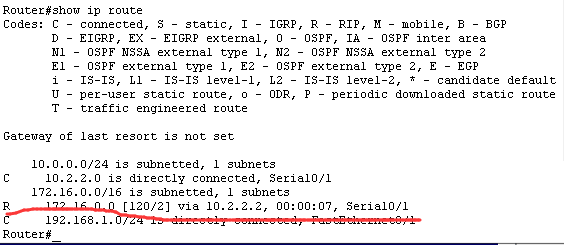 Router#show ip route
Codes: C - connected, S - static, I - IGRP, R - RIP, M - mobile, B - BGP
D - EIGRP, EX - EIGRP external, O - OSPF, IA - OSPF inter area
N1 - OSPF NSSA external type 1, N2 - OSPF NSSA external type 2
E1 - OSPF external type 1, E2 - OSPF external type 2, E - EGP
i - IS-IS, L1 - IS-IS level-1, L2 - IS-IS level-2, * - candidate default
U - per-user static route, o - ODR, P - periodic downloaded static route
T - traffic engineered route
Gateway of last resort is not set
10.0.0.0/24 is subnetted, 1 subnets
C 10.2.2.0 is directly connected, Serial0/1
172.16.0.0/16 is subnetted, 1 subnets
R 172.16.0.0 [120/2] via 10.2.2.2, 00:00:07, Serial0/1
C 192.168.1.0/24 is directly connected, FastEthernet0/1
Router#_